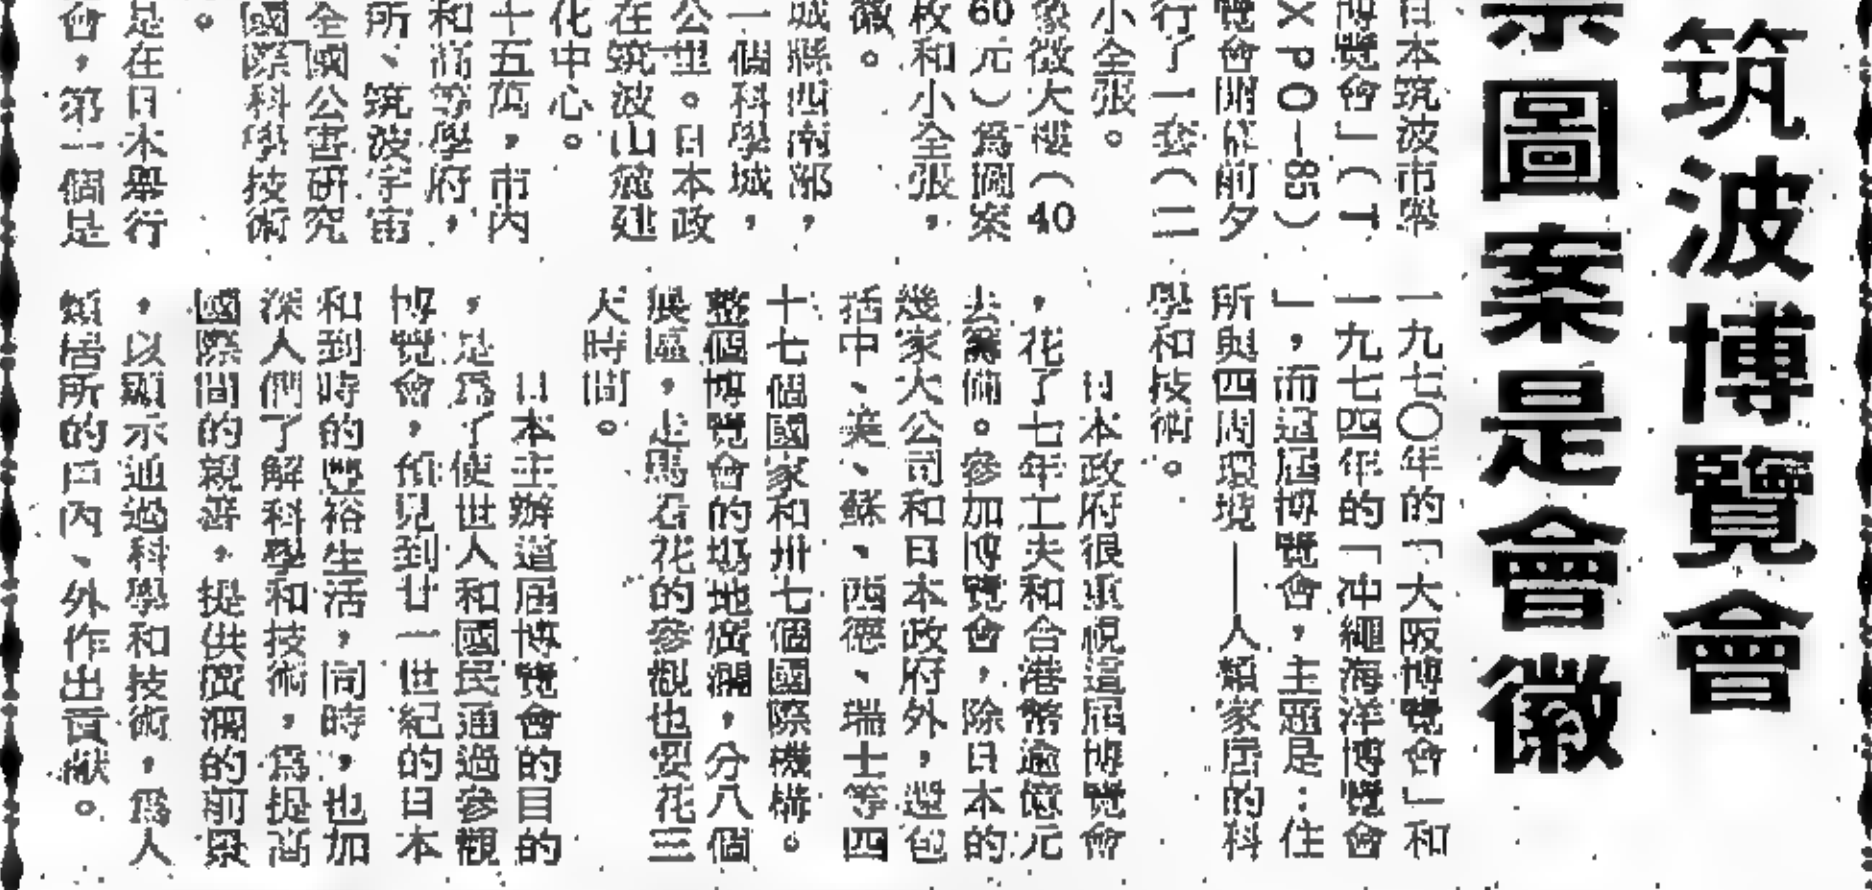 筑波博覽會
票圖案是會徽
日本筑波市舉
博覽會」（T
XPO－85）
覽會開幕前夕
行了一套（二
小全張。
象徵大樓（40
60元）爲圖案
枚和小全張，
徽。
城縣西南部，
一個科學城，
公里。日本政
在筑波山麓建
化中心。
十五萬，市內
和高等學府，
所、筑波宇宙
全國公害研究
國際科學技術
。
是在日本舉行
會，第一個是
一九七〇年的「大阪博覽會」和
一九七四年的「冲繩海洋博覽會
」，而這屆博覽會，主題是：住
所與四周環境——人類家居的科
學和技術。
日本政府很重視這屆博覽會
，花了七年工夫和合港幣逾億元
去籌備。參加博覽會，除日本的
幾家大公司和日本政府外，還包
括中、美、蘇、西德、瑞士等四
十七個國家和卅七個國際機構。
整個博覽會的場地廣濶，分八個
展區，走馬看花的參觀也要花三
天時間。
日本主辦這屆博覽會的目的
，是爲了使世人和國民通過參觀
博覽會，預見到廿一世紀的日本
和到時的豐裕生活，同時，也加
深人們了解科學和技術，爲提高
國際間的親善，提供廣濶的前景
，以顯示通過科學和技術，爲人
類居所的戶內、外作出貢獻。